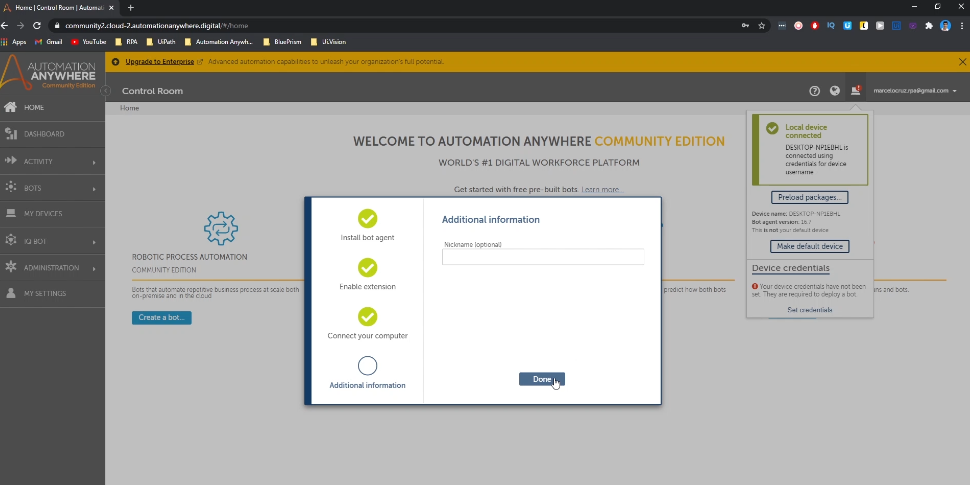 Home | Control Room | Automati
community2.cloud-2.automationanywhere.digital/#/home
Apps
Gmail
YouTube
RPA
UiPath
Automation Anywh...
BluePrism
Ui.Vision
Upgrade to Enterprise
Advanced automation capabilities to unleash your organization's full potential.
AUTOMATION
ANYWHERE
Community Edition
Control Room
marcelocruz.rpa@gmail.com
Home
HOME
DASHBOARD
ACTIVITY
BOTS
MY DEVICES
IQ BOT
ADMINISTRATION
MY SETTINGS
WELCOME TO AUTOMATION ANYWHERE COMMUNITY EDITION
WORLD'S #1 DIGITAL WORKFORCE PLATFORM
Get started with free pre-built bots Learn more...
ROBOTIC PROCESS AUTOMATION
COMMUNITY EDITION
Bots that automate repetitive business process at scale both
on-premise and in the cloud.
Create a bot...
predict how both bots
ns and bots.
Install bot agent
Enable extension
Connect your computer
Additional information
Additional information
Nickname (optional)
Done
Local device
connected
DESKTOP-NP1EBHL is
connected using
credentials for device
username
Preload packages...
Device name: DESKTOP-NP1EBHL
Bot agent version: 16.7
This is not your default device
Make default device
Device credentials
Your device credentials have not been
set. They are required to deploy a bot.
Set credentials